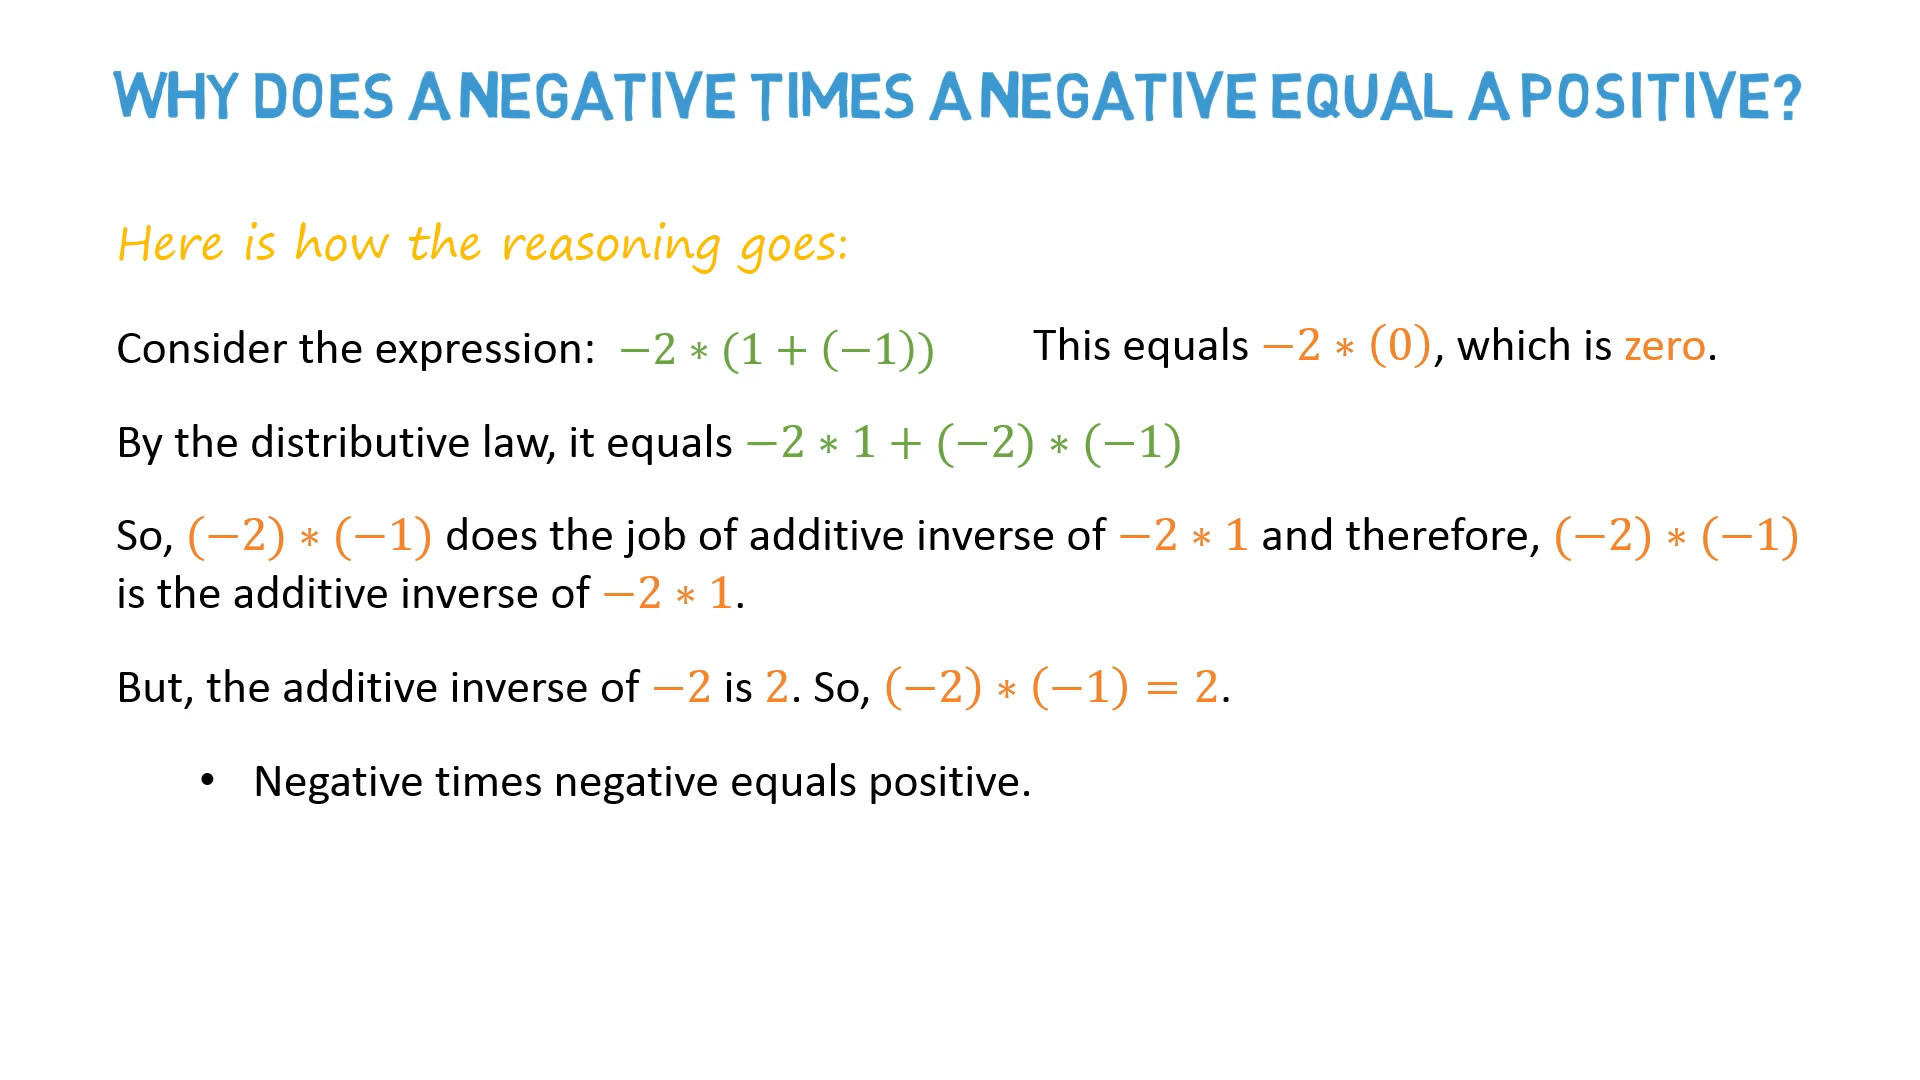 WHY DOES A NEGATIVE TIMES A NEGATIVE EQUAL A POSITIVE?
Here is how the reasoning goes:
Consider the expression: −2 ∗ (1 + (−1)) This equals −2 ∗ (0), which is zero.
By the distributive law, it equals −2 ∗ 1 + (−2) ∗ (−1)
So, (−2) ∗ (−1) does the job of additive inverse of −2 ∗ 1 and therefore, (−2) ∗ (−1)
is the additive inverse of −2 ∗ 1.
But, the additive inverse of −2 is 2. So, (−2) ∗ (−1) = 2.
• Negative times negative equals positive.